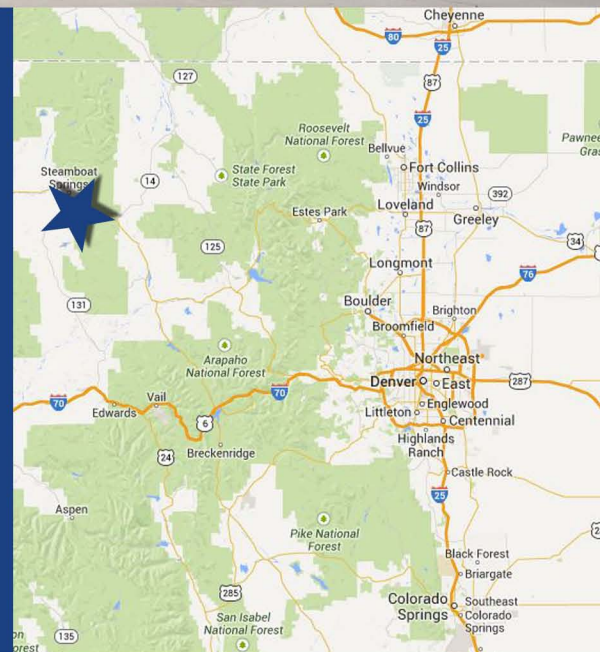 Cheyenne
80
25
127
87
25
Roosevelt
National Forest
Bellvue
Steamboat
Springs
State Forest
State Park
Fort Collins
14
Windsor
392
Estes Park
Loveland
Greeley
87
34
125
Longmont
76
131
Boulder
Brighton
Broomfield
Arapaho
National Forest
Northeast
Denver
East
287
70
70
Vail
Edwards
Englewood
Littleton
6
Centennial
Highlands
Ranch
24
Breckenridge
Castle Rock
25
Aspen
Pike National
Forest
Black Forest
Briargate
285
Colorado
Springs
Southeast
Colorado
Springs
San Isabel
National Forest
135